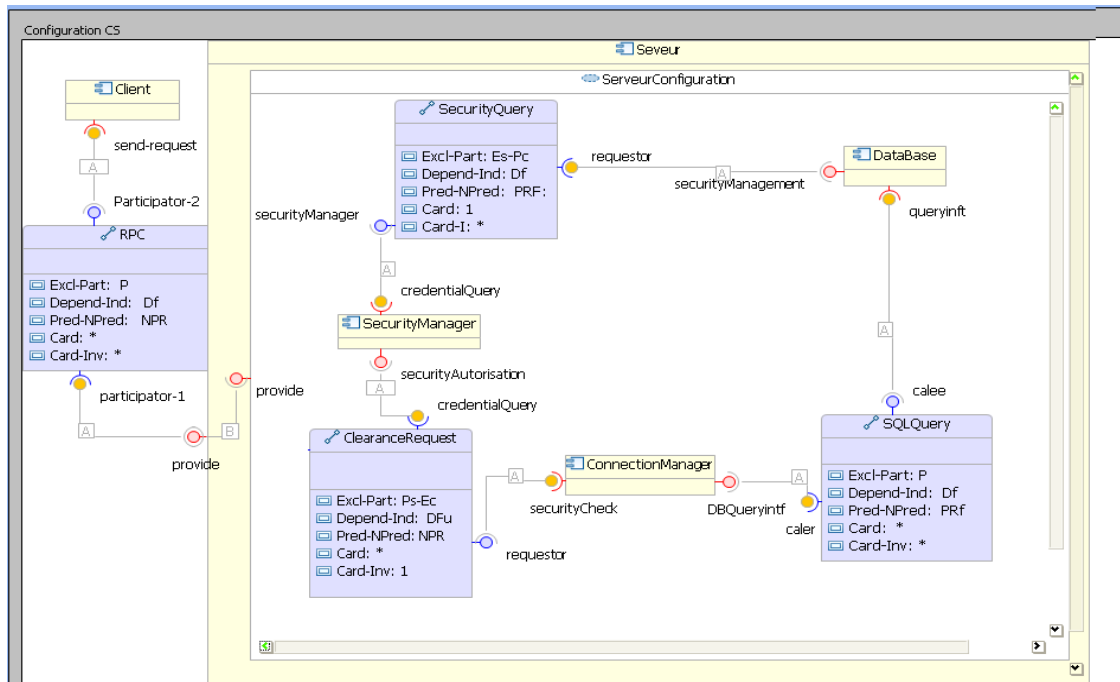 Configuration CS
Seveur
ServeurConfiguration
Client
send-request
A
Participator-2
RPC
Excl-Part: P
Depend-Ind: Df
Pred-NPred: NPR
Card: *
Card-Inv: *
participator-1
A
provide
B
provide
SecurityQuery
Excl-Part: Es-Pc
Depend-Ind: Df
Pred-NPred: PRF:
Card: 1
Card-I: *
requestor
A
securityManagement
DataBase
queryinft
securityManager
A
credentialQuery
SecurityManager
securityAutorisation
A
credentialQuery
ClearanceRequest
Excl-Part: Ps-Ec
Depend-Ind: DFu
Pred-NPred: NPR
Card: *
Card-Inv: 1
requestor
A
securityCheck
ConnectionManager
DBQueryintf
A
caler
A
calee
SQLQuery
Excl-Part: P
Depend-Ind: Df
Pred-NPred: PRf
Card: *
Card-Inv: *